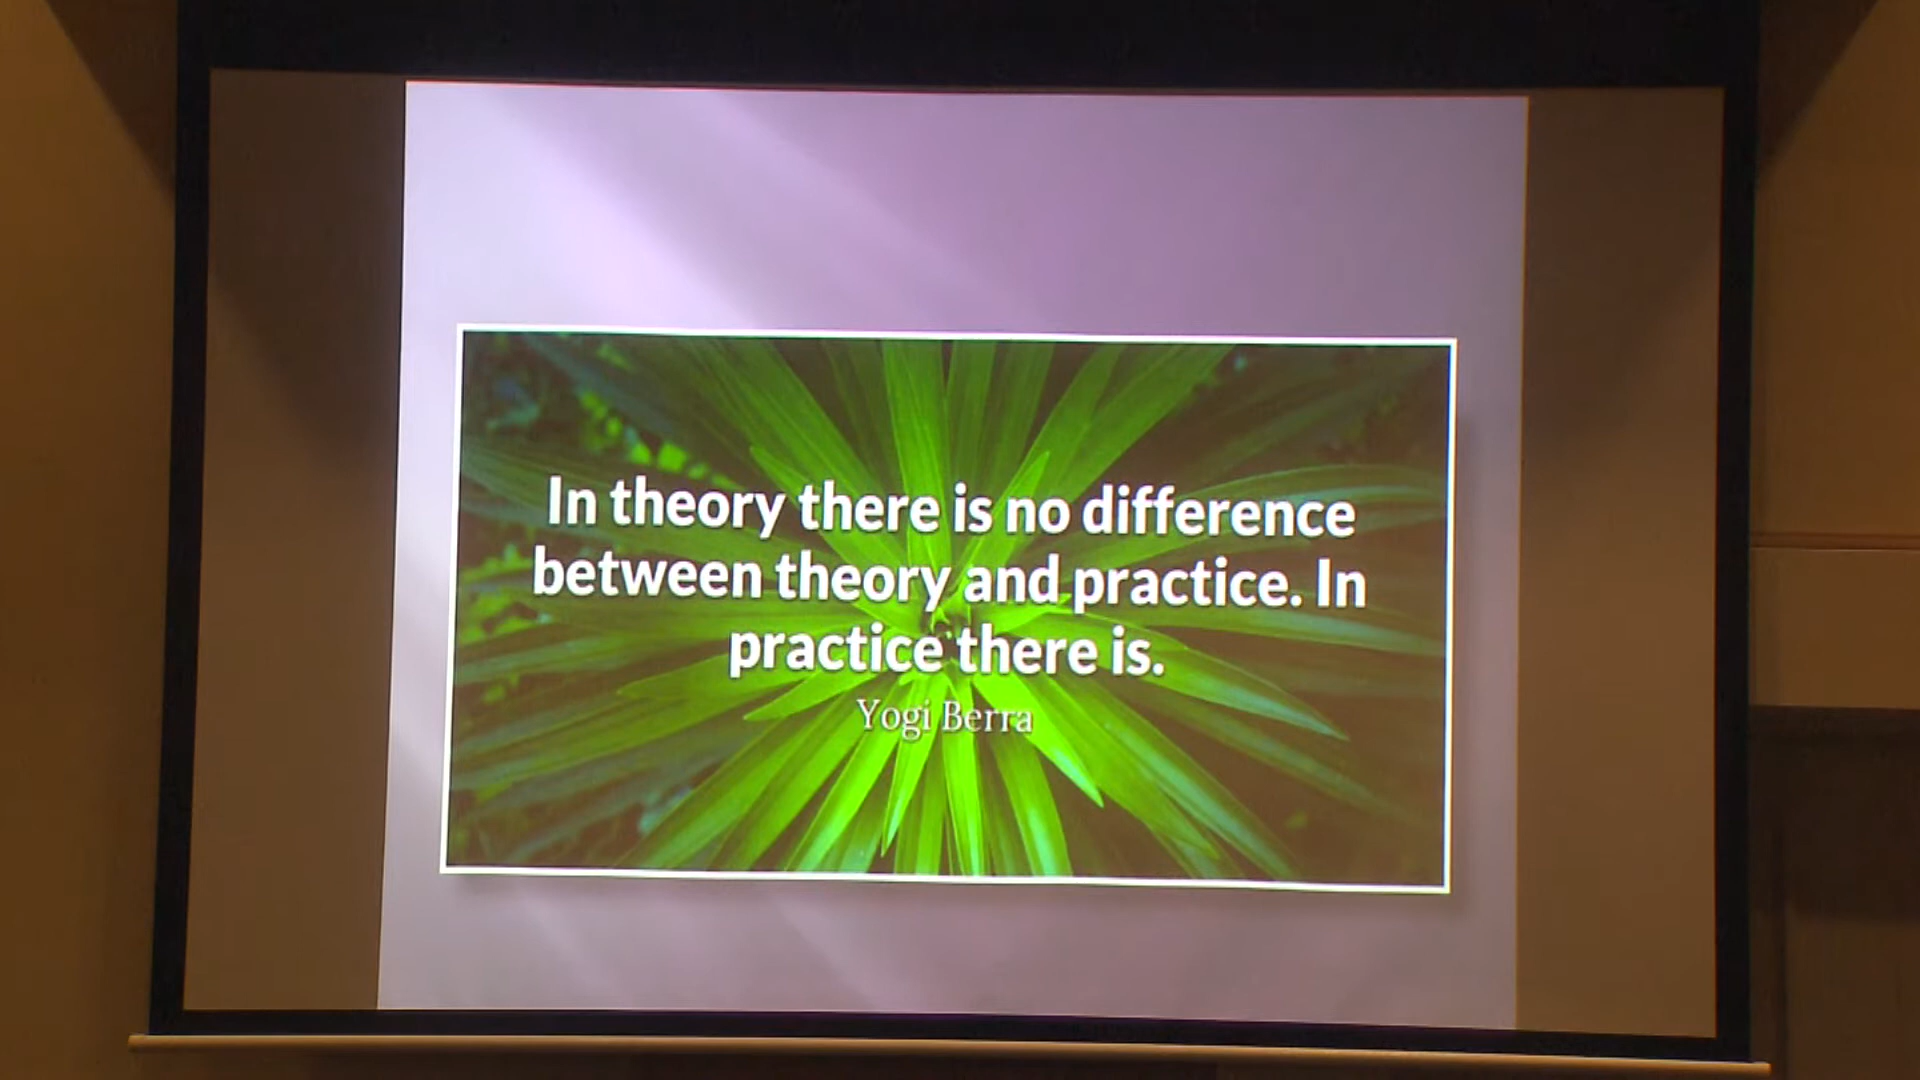 In theory there is no difference
between theory and practice. In
practice there is.
Yogi Berra